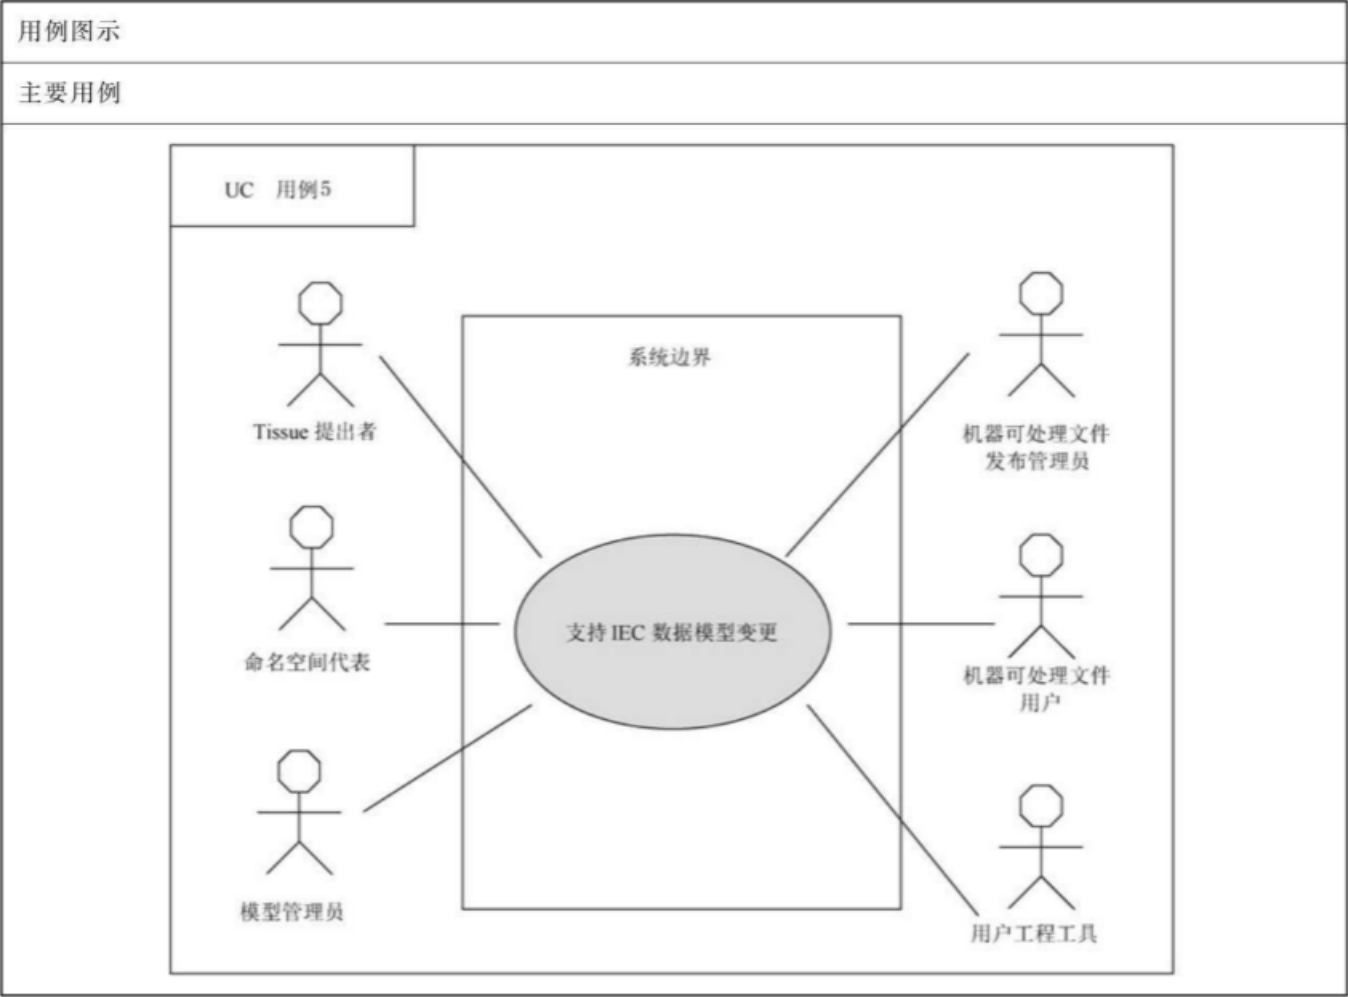 用例图示
主要用例
UC 用例5
系统边界
Tissue 提出者
机器可处理文件
发布管理员
命名空间代表
支持 IEC 数据模型变更
机器可处理文件
用户
模型管理员
用户工程工具